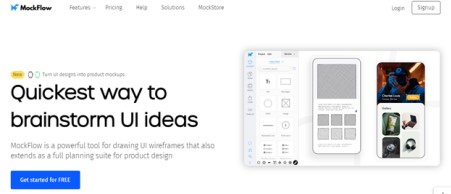 MockFlow Features Pricing Help Solutions MockStore Login Signup
New Turn UI designs into product mockups
Quickest way to
brainstorm UI ideas
MockFlow is a powerful tool for drawing UI wireframes that also
extends as a full planning suite for product design
Get started for FREE
Gallery